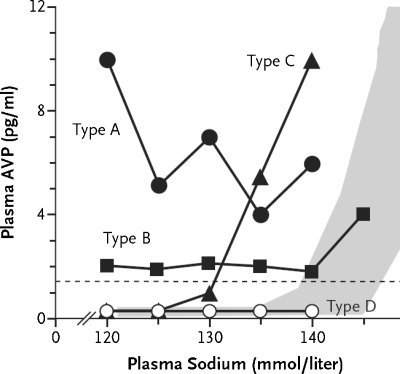 12
Plasma AVP (pg/ml)
Type C
8
Type A
4
Type B
Type D
0
0
120
130
140
Plasma Sodium (mmol/liter)